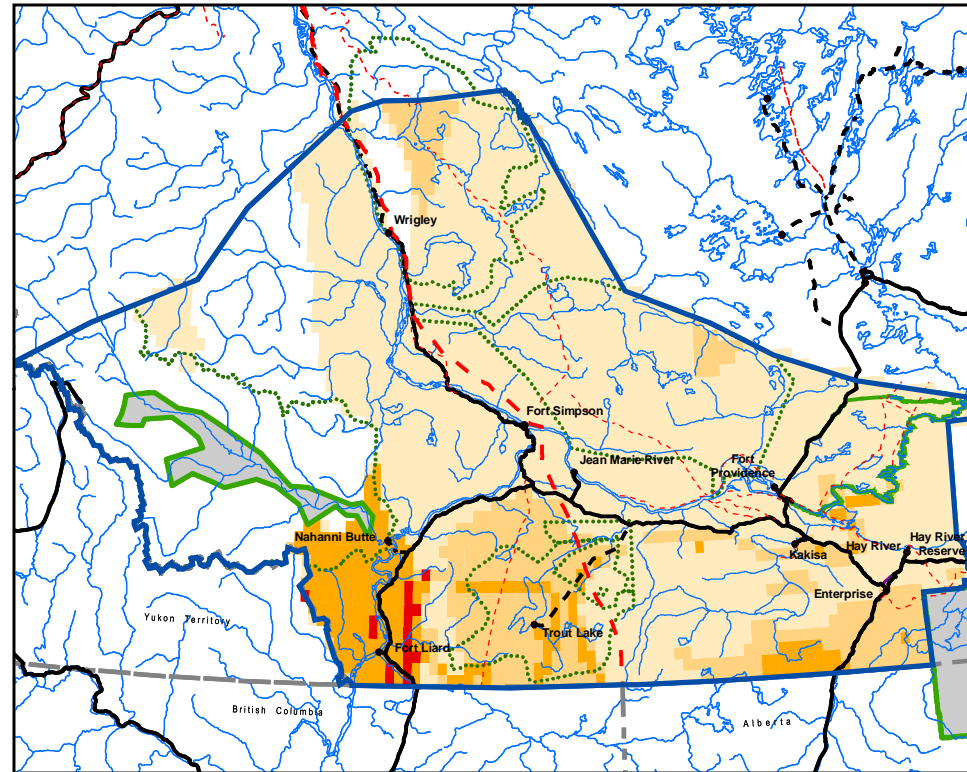 Wrigley
Fort Simpson
Jean Marie River
Fort
Providence
Nahanni Butte
Kakisa
Hay River
Hay River
Reserve
Enterprise
Yukon Territory
Trout Lake
Fort Liard
British Columbia
Alberta